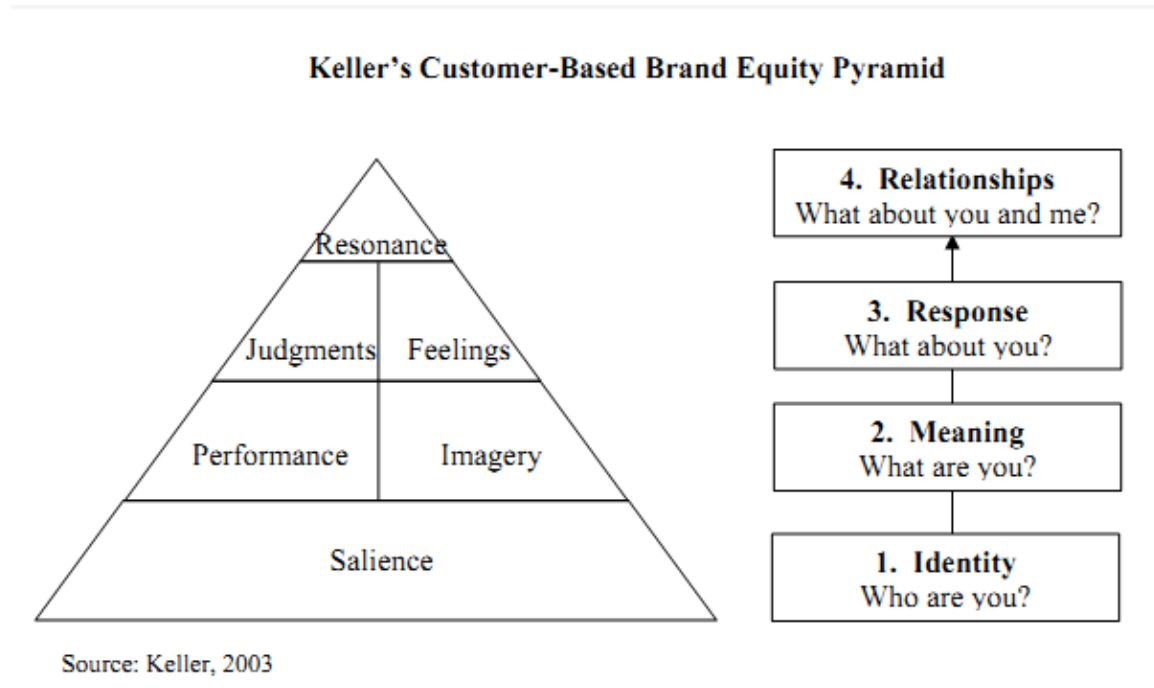 Keller’s Customer-Based Brand Equity Pyramid
Resonance
Judgments
Feelings
Performance
Imagery
Salience
4. Relationships
What about you and me?
3. Response
What about you?
2. Meaning
What are you?
1. Identity
Who are you?
Source: Keller, 2003